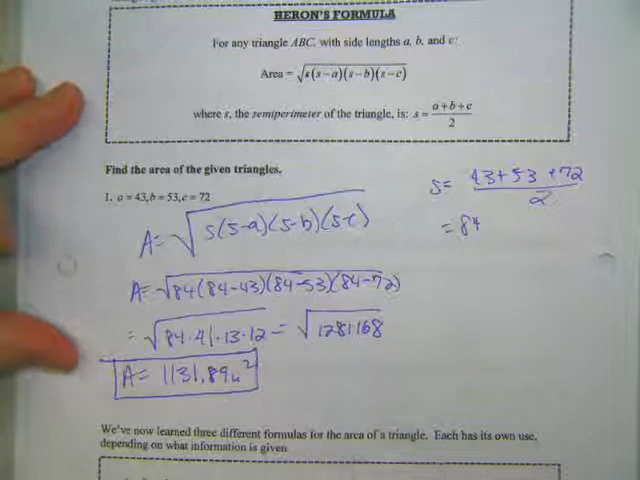 HERON'S FORMULA
For any triangle ABC, with side lengths a, b, and c:
Area = √s(s−a)(s−b)(s−c)
where s, the semiperimeter of the triangle, is: s = a+b+c / 2
Find the area of the given triangles.
1. a = 43, b = 53, c = 72
S = 43+53+72 / 2
= 84
A = √S(S-a)(S-b)(S-c)
A = √84(84-43)(84-53)(84-72)
= √84·41·13·12 = √1281168
A = 1131.89u²
We've now learned three different formulas for the area of a triangle. Each has its own use,
depending on what information is given